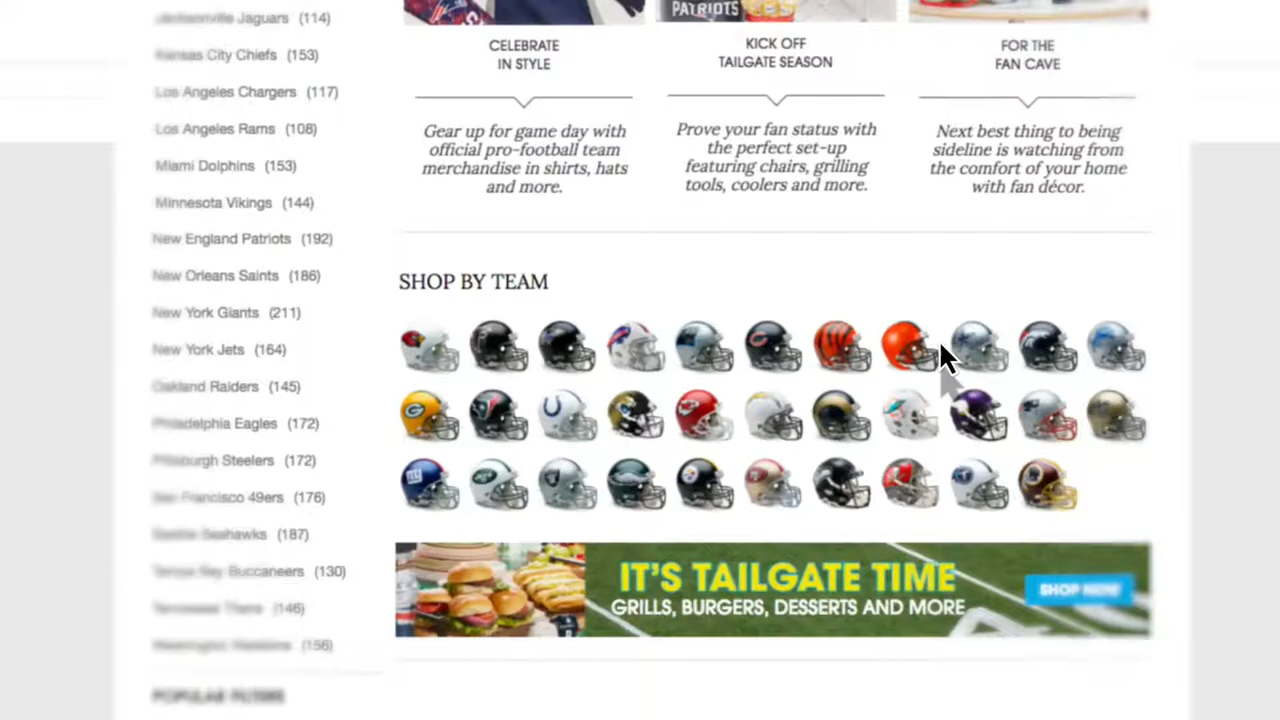 Jacksonville Jaguars (114)
Kansas City Chiefs (153)
Los Angeles Chargers (117)
Los Angeles Rams (108)
Miami Dolphins (153)
Minnesota Vikings (144)
New England Patriots (192)
New Orleans Saints (186)
New York Giants (211)
New York Jets (164)
Oakland Raiders (145)
Philadelphia Eagles (172)
Pittsburgh Steelers (172)
San Francisco 49ers (176)
Seattle Seahawks (187)
Tampa Bay Buccaneers (130)
Tennessee Titans (146)
Washington Redskins (156)
POPULAR FILTERS
PATRIOTS
CELEBRATE
IN STYLE
Gear up for game day with
official pro-football team
merchandise in shirts, hats
and more.
KICK OFF
TAILGATE SEASON
Prove your fan status with
the perfect set-up
featuring chairs, grilling
tools, coolers and more.
FOR THE
FAN CAVE
Next best thing to being
sideline is watching from
the comfort of your home
with fan décor.
SHOP BY TEAM
IT'S TAILGATE TIME
GRILLS, BURGERS, DESSERTS AND MORE
SHOP NOW